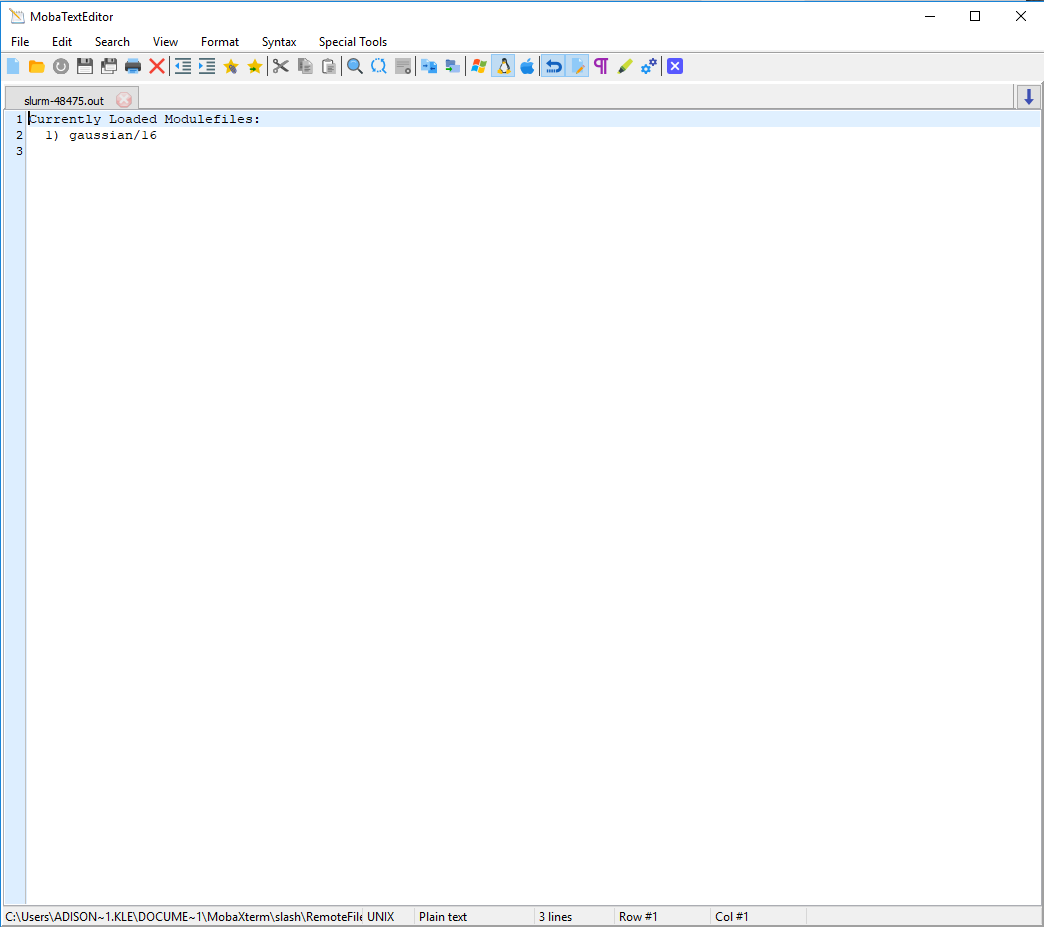 MobaTextEditor
File Edit Search View Format Syntax Special Tools
slurm-48475.out
1 Currently Loaded Modulefiles:
2   1) gaussian/16
3
C:\Users\ADISON~1.KLE\DOCUME~1\MobaXterm\slash\RemoteFile UNIX Plain text 3 lines Row #1 Col #1